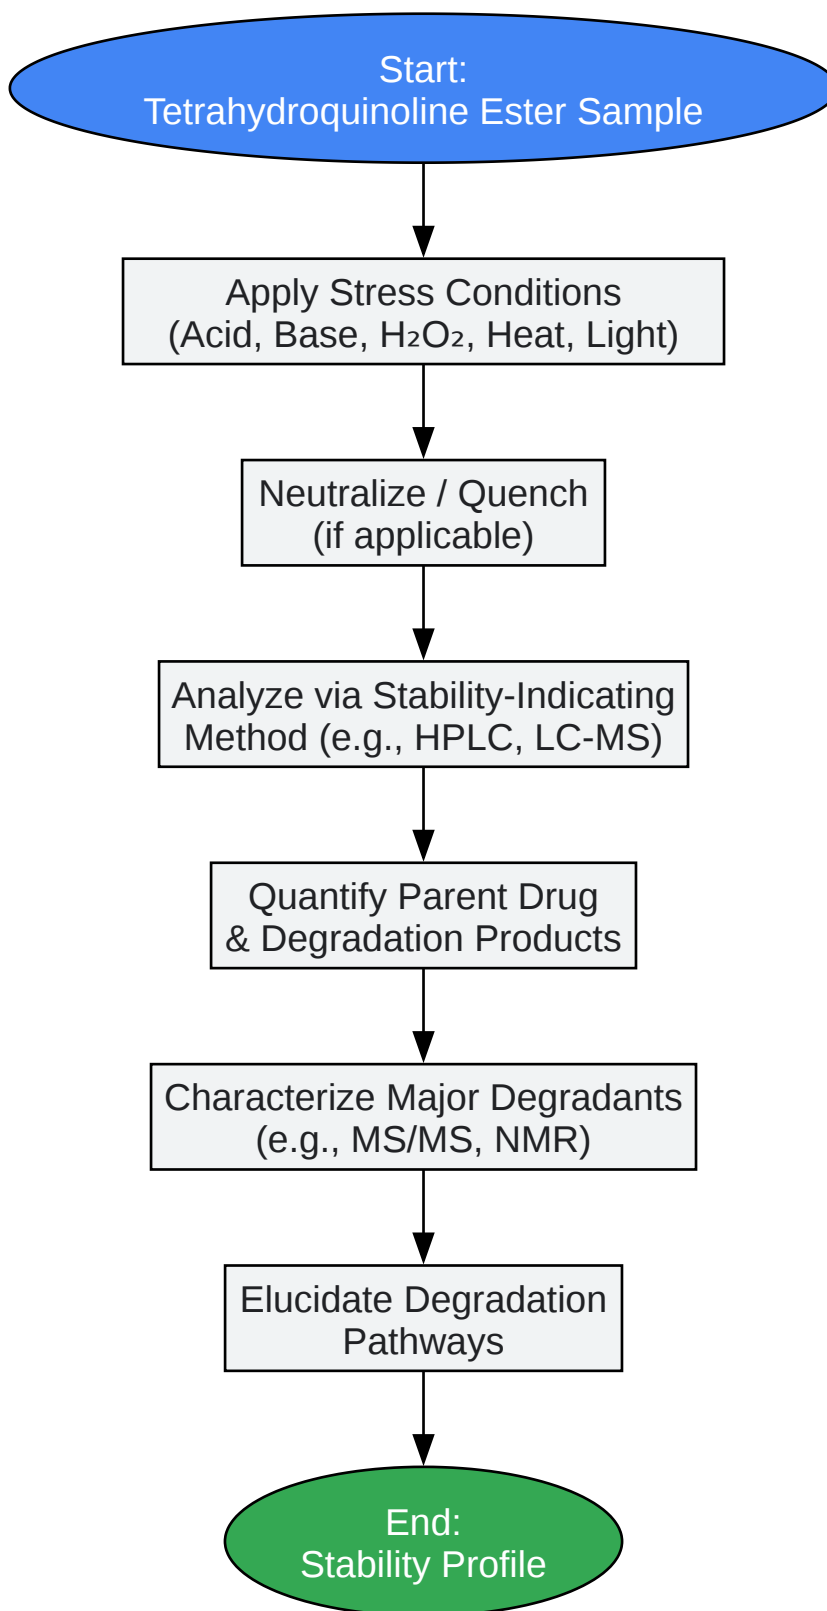 Start:
Tetrahydroquinoline Ester Sample
Apply Stress Conditions
(Acid, Base, H₂O₂, Heat, Light)
Neutralize / Quench
(if applicable)
Analyze via Stability-Indicating
Method (e.g., HPLC, LC-MS)
Quantify Parent Drug
& Degradation Products
Characterize Major Degradants
(e.g., MS/MS, NMR)
Elucidate Degradation
Pathways
End:
Stability Profile